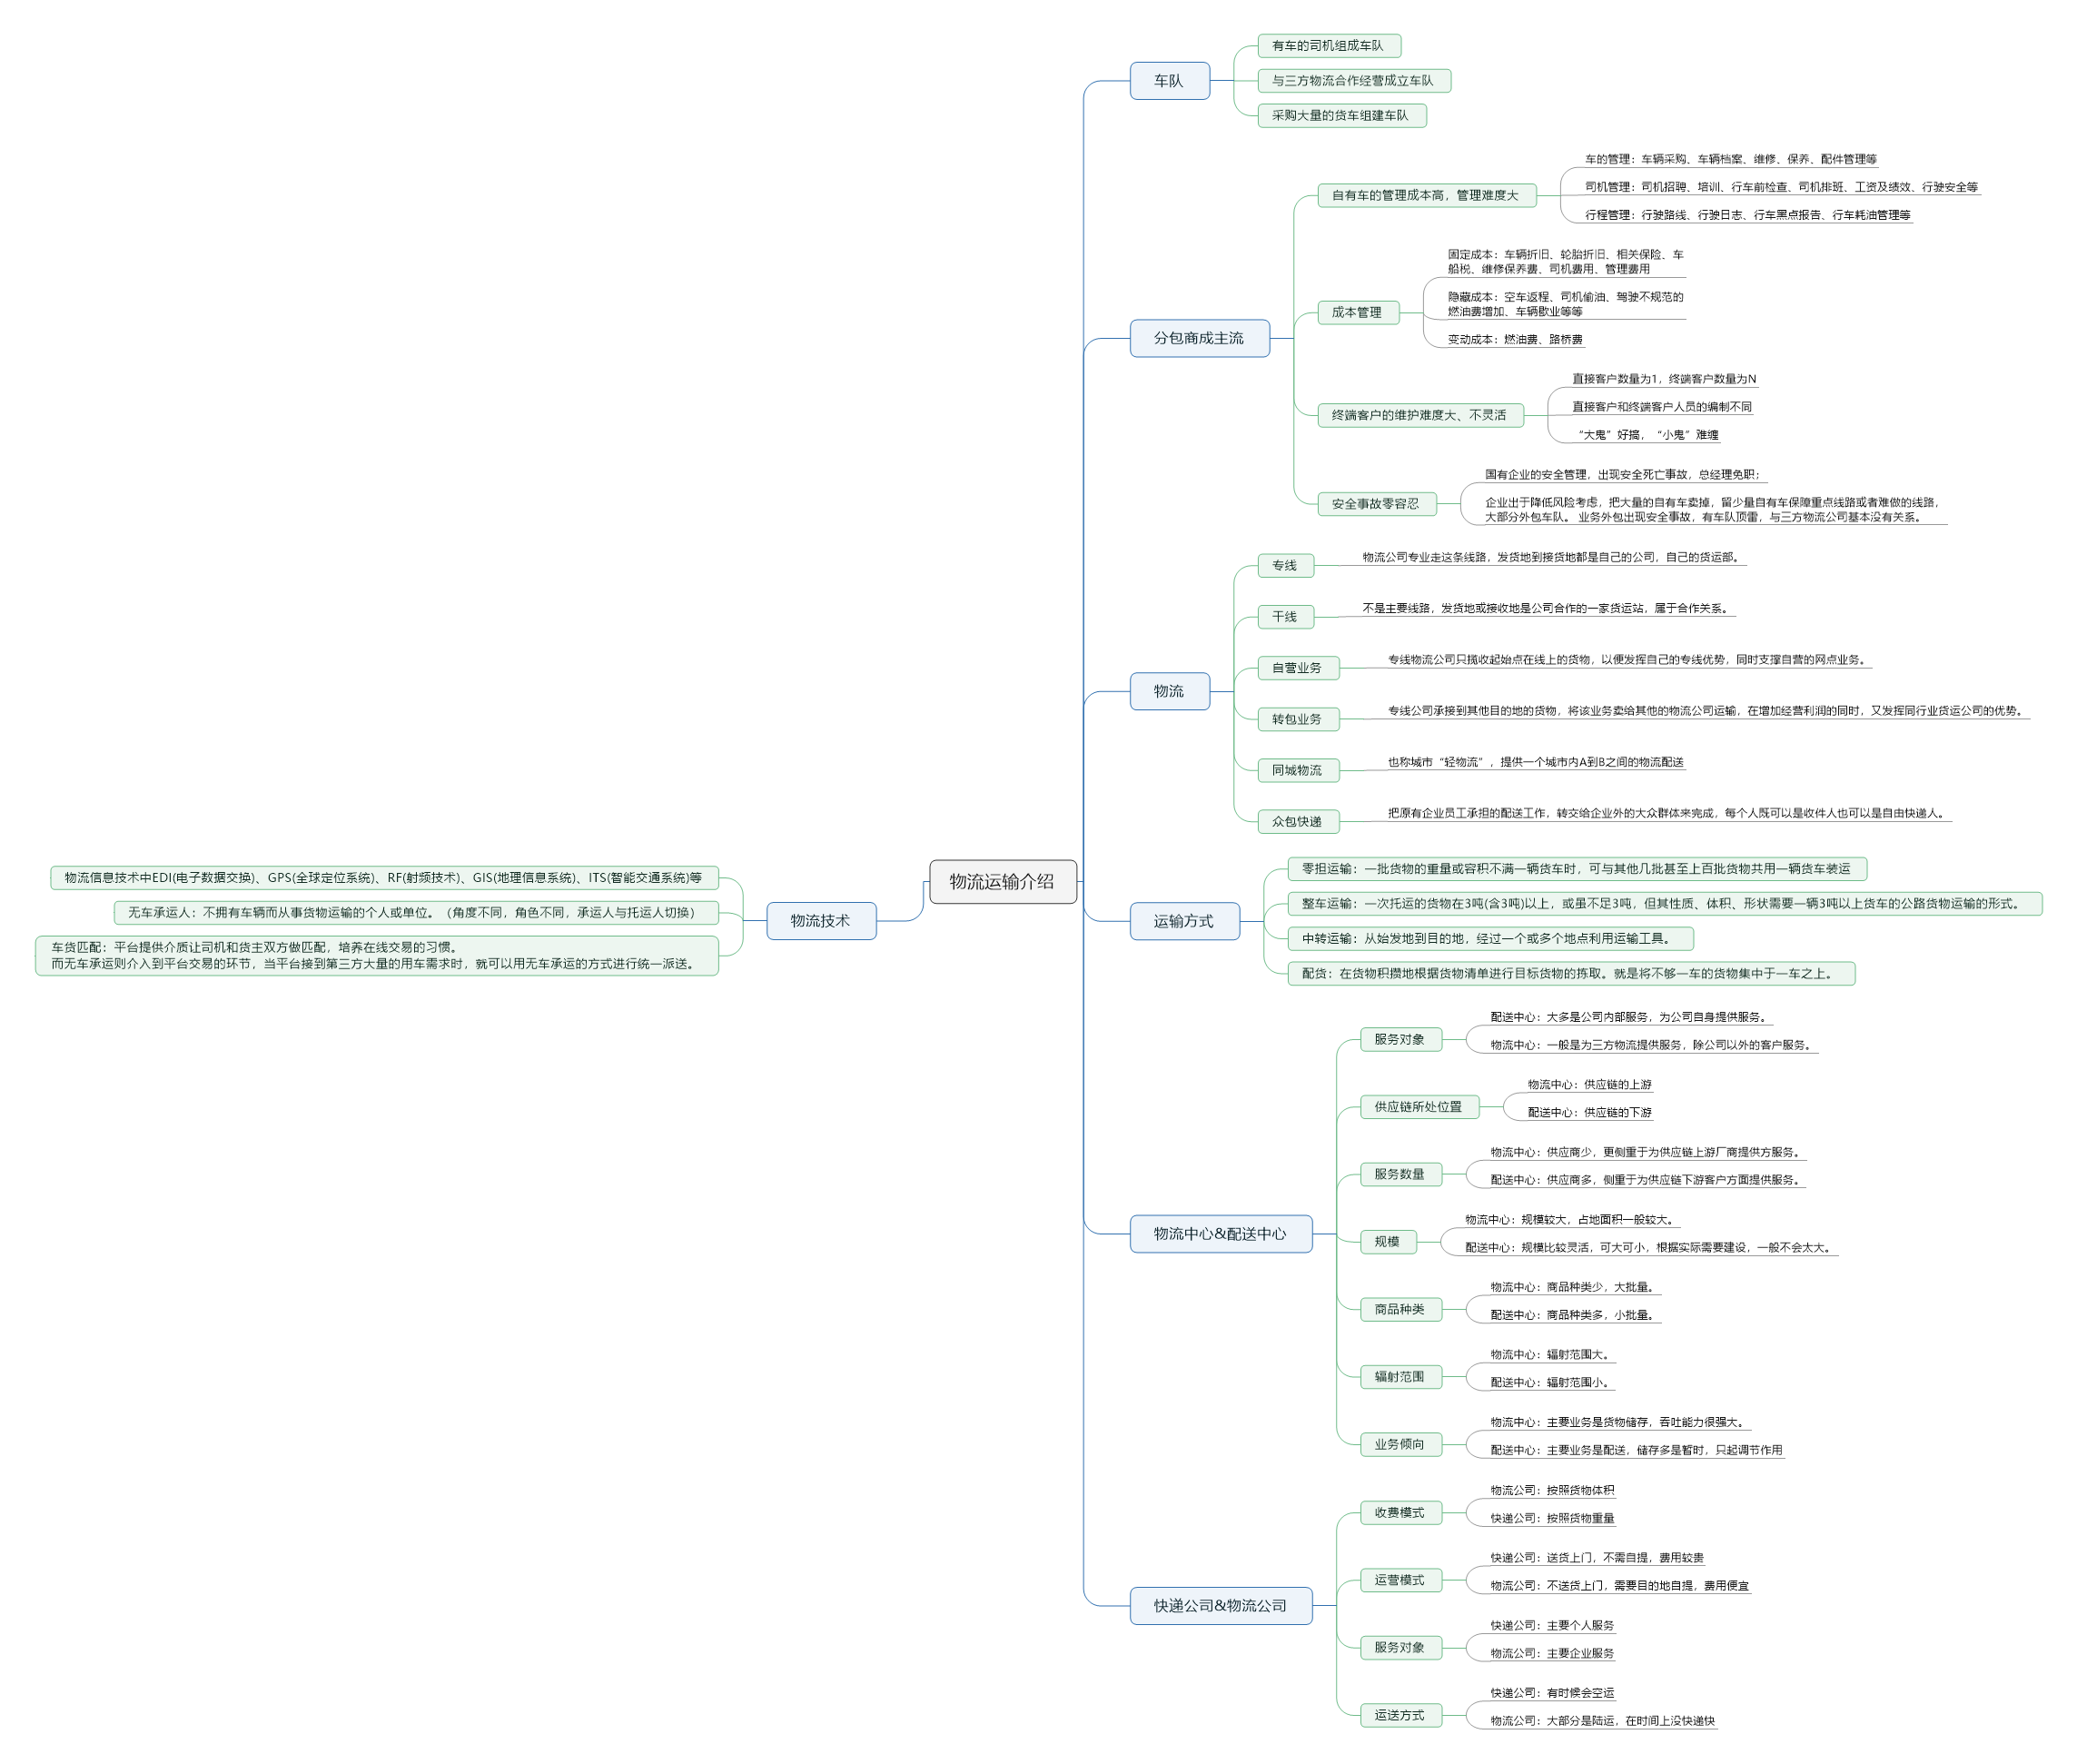 物流运输介绍
车队
有车的司机组成车队
与三方物流合作经营成立车队
采购大量的货车组建车队
分包商成主流
自有车的管理成本高，管理难度大
车的管理：车辆采购、车辆档案、维修、保养、配件管理等
司机管理：司机招聘、培训、行车前检查、司机排班、工资及绩效、行驶安全等
行程管理：行驶路线、行驶日志、行车黑点报告、行车耗油管理等
成本管理
固定成本：车辆折旧、轮胎折旧、相关保险、车
船税、维修保养费、司机费用、管理费用
隐藏成本：空车返程、司机偷油、驾驶不规范的
燃油费增加、车辆歇业等等
变动成本：燃油费、路桥费
终端客户的维护难度大、不灵活
直接客户数量为1，终端客户数量为N
直接客户和终端客户人员的编制不同
“大鬼”好搞，“小鬼”难缠
安全事故零容忍
国有企业的安全管理，出现安全死亡事故，总经理免职；
企业出于降低风险考虑，把大量的自有车卖掉，留少量自有车保障重点线路或者难做的线路，
大部分外包车队。 业务外包出现安全事故，有车队顶雷，与三方物流公司基本没有关系。
物流
专线
物流公司专业走这条线路，发货地到接货地都是自己的公司，自己的货运部。
干线
不是主要线路，发货地或接收地是公司合作的一家货运站，属于合作关系。
自营业务
专线物流公司只揽收起始点在线上的货物，以便发挥自己的专线优势，同时支撑自营的网点业务。
转包业务
专线公司承接到其他目的地的货物，将该业务卖给其他的物流公司运输，在增加经营利润的同时，又发挥同行业货运公司的优势。
同城物流
也称城市“轻物流”，提供一个城市内A到B之间的物流配送
众包快递
把原有企业员工承担的配送工作，转交给企业外的大众群体来完成，每个人既可以是收件人也可以是自由快递人。
运输方式
零担运输：一批货物的重量或容积不满一辆货车时，可与其他几批甚至上百批货物共用一辆货车装运
整车运输：一次托运的货物在3吨(含3吨)以上，或虽不足3吨，但其性质、体积、形状需要一辆3吨以上货车的公路货物运输的形式。
中转运输：从始发地到目的地，经过一个或多个地点利用运输工具。
配货：在货物积攒地根据货物清单进行目标货物的拣取。就是将不够一车的货物集中于一车之上。
物流中心&配送中心
服务对象
配送中心：大多是公司内部服务，为公司自身提供服务。
物流中心：一般是为三方物流提供服务，除公司以外的客户服务。
供应链所处位置
物流中心：供应链的上游
配送中心：供应链的下游
服务数量
物流中心：供应商少，更侧重于为供应链上游厂商提供方服务。
配送中心：供应商多，侧重于为供应链下游客户方面提供服务。
规模
物流中心：规模较大，占地面积一般较大。
配送中心：规模比较灵活，可大可小，根据实际需要建设，一般不会太大。
商品种类
物流中心：商品种类少，大批量。
配送中心：商品种类多，小批量。
辐射范围
物流中心：辐射范围大。
配送中心：辐射范围小。
业务倾向
物流中心：主要业务是货物储存，吞吐能力很强大。
配送中心：主要业务是配送，储存多是暂时，只起调节作用
快递公司&物流公司
收费模式
物流公司：按照货物体积
快递公司：按照货物重量
运营模式
快递公司：送货上门，不需自提，费用较贵
物流公司：不送货上门，需要目的地自提，费用便宜
服务对象
快递公司：主要个人服务
物流公司：主要企业服务
运送方式
快递公司：有时候会空运
物流公司：大部分是陆运，在时间上没快递快
物流技术
物流信息技术中EDI(电子数据交换)、GPS(全球定位系统)、RF(射频技术)、GIS(地理信息系统)、ITS(智能交通系统)等
无车承运人：不拥有车辆而从事货物运输的个人或单位。（角度不同，角色不同，承运人与托运人切换）
车货匹配：平台提供介质让司机和货主双方做匹配，培养在线交易的习惯。
而无车承运则介入到平台交易的环节，当平台接到第三方大量的用车需求时，就可以用无车承运的方式进行统一派送。